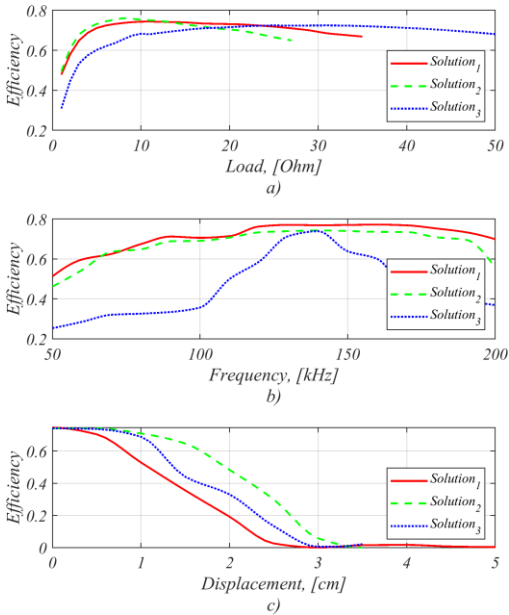 0.8
0.6
0.4
0.2
Efficiency
Solution1
Solution2
Solution3
0 10 20 30 40 50
Load, [Ohm]
a)
0.8
0.6
0.4
0.2
Efficiency
Solution1
Solution2
Solution3
50 100 150 200
Frequency, [kHz]
b)
0.6
0.4
0.2
0
Efficiency
Solution1
Solution2
Solution3
0 1 2 3 4 5
Displacement, [cm]
c)